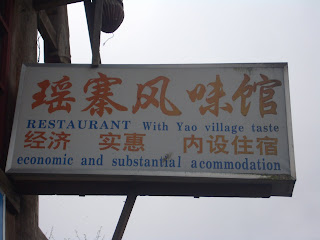 瑶寨风味馆
RESTAURANT With Yao village taste
经济 实惠 内设住宿
economic and substantial acommodation